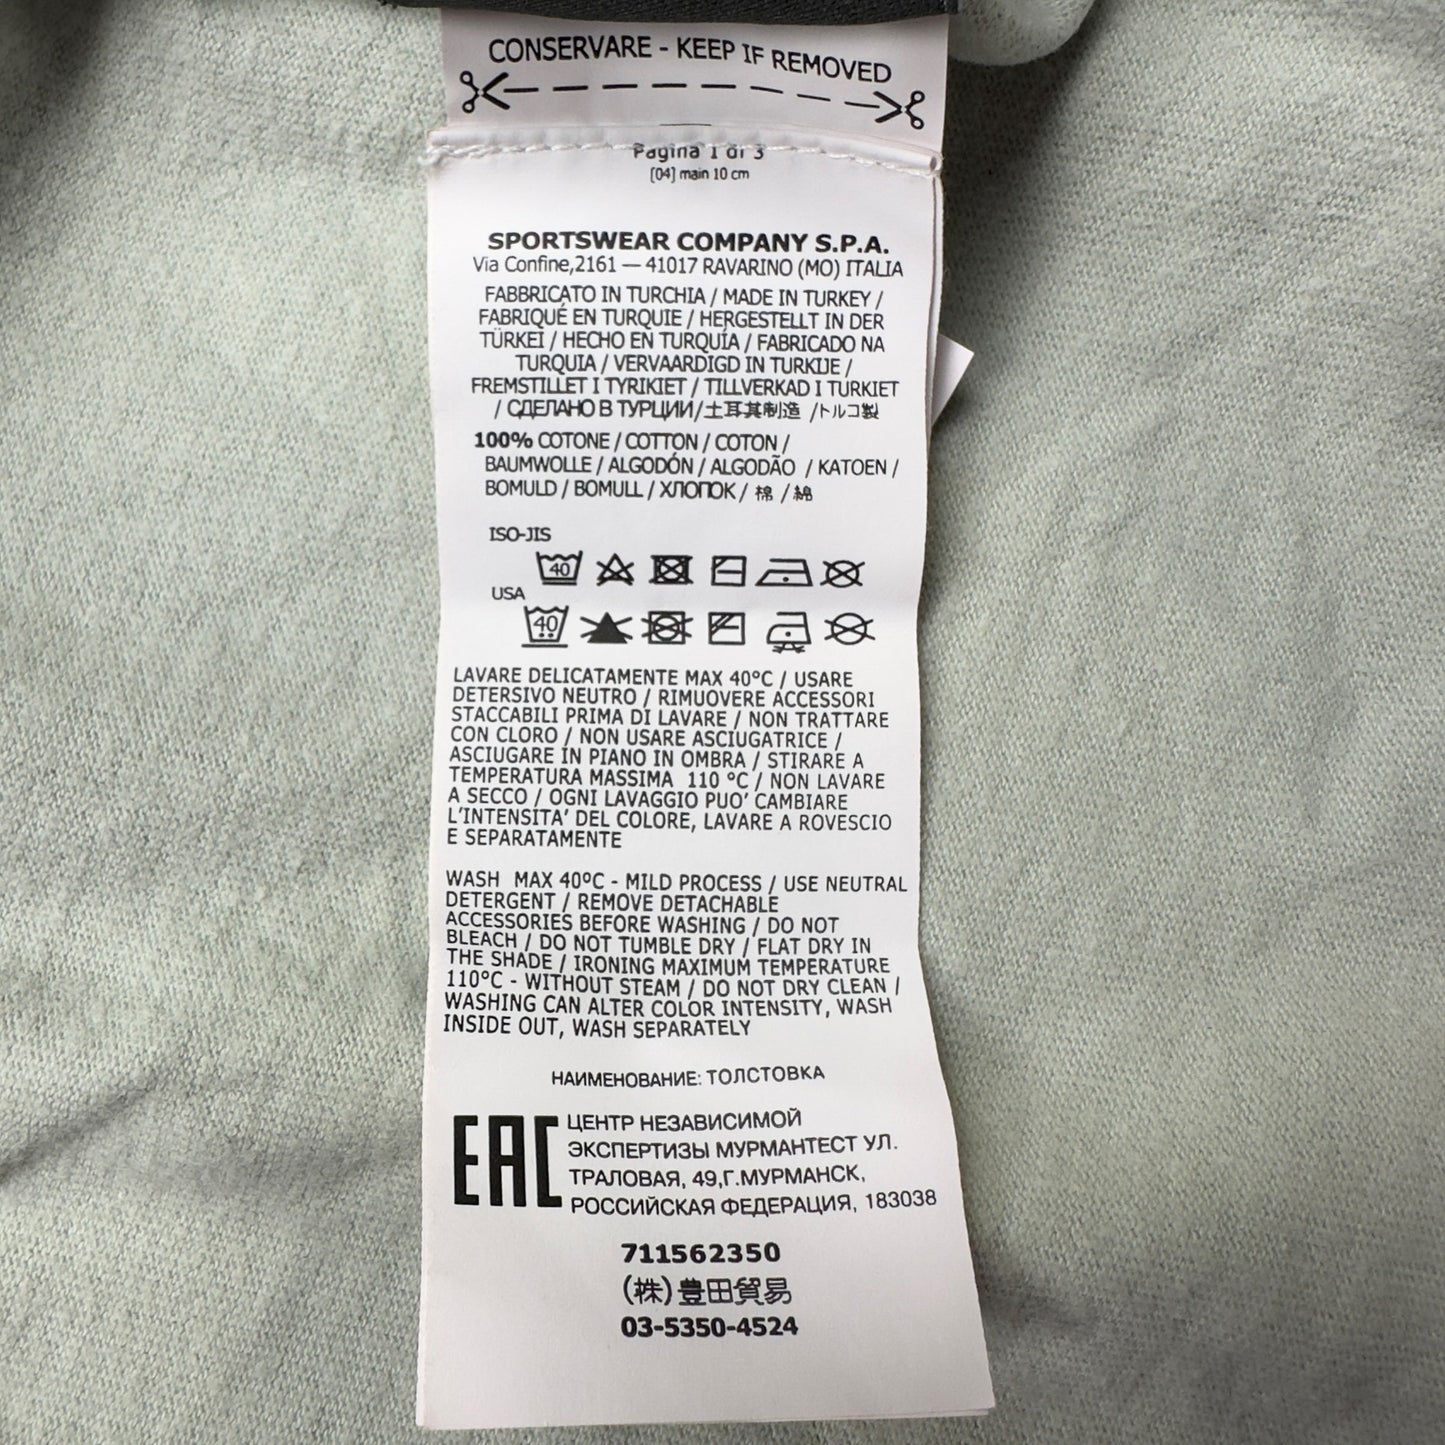 CONSERVARE - KEEP IF REMOVED
Pagina 1 di 3
[04] main 10 cm
SPORTSWEAR COMPANY S.P.A.
Via Confine,2161 — 41017 RAVARINO (MO) ITALIA
FABBRICATO IN TURCHIA / MADE IN TURKEY /
FABRIQUÉ EN TURQUIE / HERGESTELLT IN DER
TÜRKEI / HECHO EN TURQUÍA / FABRICADO NA
TURQUIA / VERVAARDIGD IN TURKIJE /
FREMSTILLET I TYRIKIET / TILLVERKAD I TURKIET
/ СДЕЛАНО В ТУРЦИИ/土耳其制造 /トルコ製
100% COTONE / COTTON / COTON /
BAUMWOLLE / ALGODÓN / ALGODÃO / KATOEN /
BOMULD / BOMULL / ХЛОПОК / 棉 / 綿
ISO-JIS
40
USA
40
LAVARE DELICATAMENTE MAX 40°C / USARE
DETERSIVO NEUTRO / RIMUOVERE ACCESSORI
STACCABILI PRIMA DI LAVARE / NON TRATTARE
CON CLORO / NON USARE ASCIUGATRICE /
ASCIUGARE IN PIANO IN OMBRA / STIRARE A
TEMPERATURA MASSIMA 110 °C / NON LAVARE
A SECCO / OGNI LAVAGGIO PUO' CAMBIARE
L'INTENSITA' DEL COLORE, LAVARE A ROVESCIO
E SEPARATAMENTE
WASH MAX 40°C - MILD PROCESS / USE NEUTRAL
DETERGENT / REMOVE DETACHABLE
ACCESSORIES BEFORE WASHING / DO NOT
BLEACH / DO NOT TUMBLE DRY / FLAT DRY IN
THE SHADE / IRONING MAXIMUM TEMPERATURE
110°C - WITHOUT STEAM / DO NOT DRY CLEAN /
WASHING CAN ALTER COLOR INTENSITY, WASH
INSIDE OUT, WASH SEPARATELY
НАИМЕНОВАНИЕ: ТОЛСТОВКА
EAC ЦЕНТР НЕЗАВИСИМОЙ
ЭКСПЕРТИЗЫ МУРМАНТЕСТ УЛ.
ТРАЛОВАЯ, 49,Г.МУРМАНСК,
РОССИЙСКАЯ ФЕДЕРАЦИЯ, 183038
711562350
(株)豊田貿易
03-5350-4524